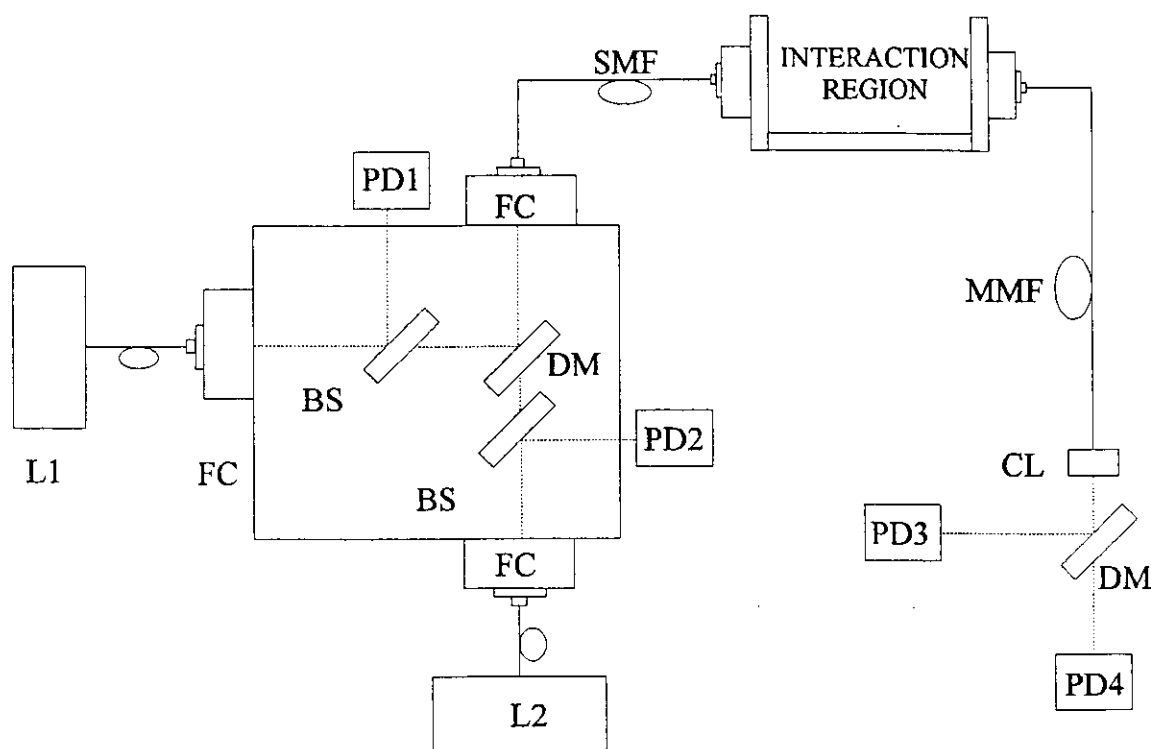 SMF
INTERACTION
REGION
PD1
FC
MMF
DM
BS
L1
FC
PD2
BS
CL
PD3
FC
DM
L2
PD4